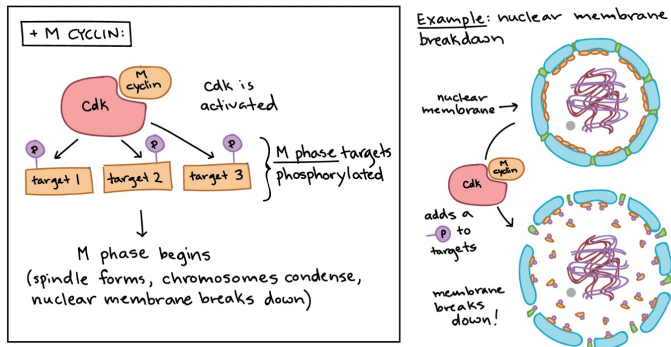 + M CYCLIN:
M
cyclin
Cdk
Cdk is
activated
P
P
P
target 1
target 2
target 3
M phase targets
phosphorylated
M phase begins
(spindle forms, chromosomes condense,
nuclear membrane breaks down)
Example: nuclear membrane
breakdown
nuclear
membrane
M
cyclin
Cdk
adds a
P to
targets
membrane
breaks
down!